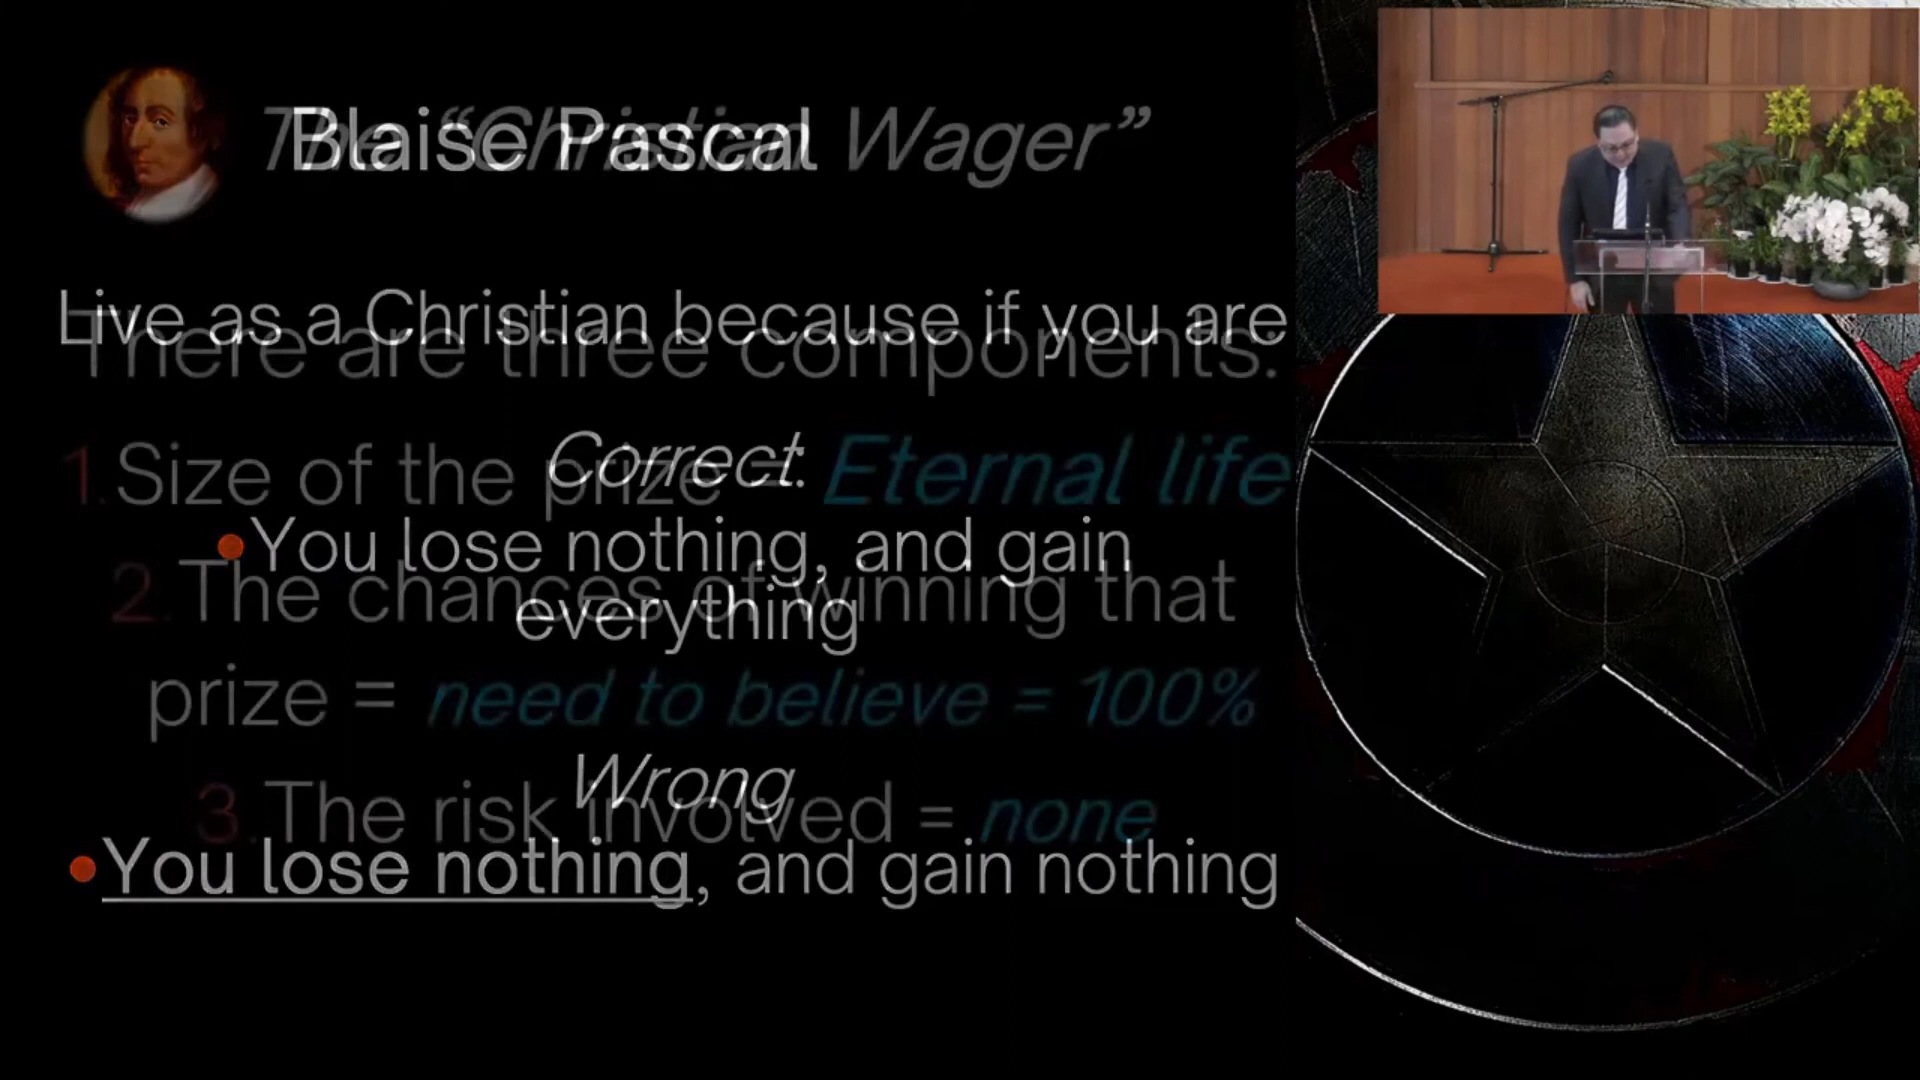 Blaise Pascal
Live as a Christian because if you are
Correct:
•You lose nothing, and gain
everything
Wrong
•You lose nothing, and gain nothing
The “Christian Wager”
There are three components:
1.Size of the prize = Eternal life
2.The chances of winning that
prize = need to believe = 100%
3.The risk involved = none